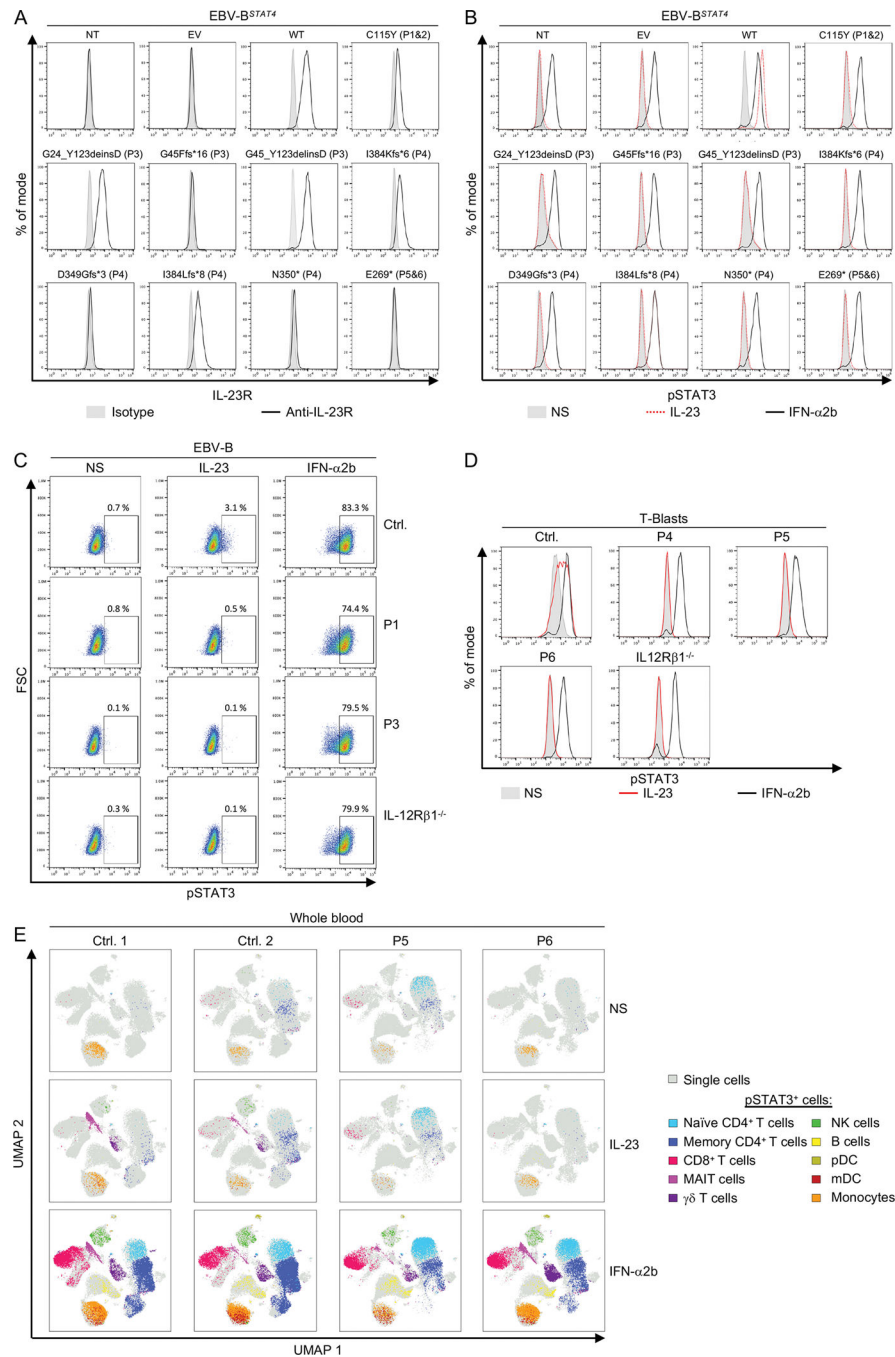 A
EBV-B^STAT4
NT EV WT C115Y (P1&2)
G24_Y123deinsD (P3) G45Ffs*16 (P3) G45_Y123delinsD (P3) I384Kfs*6 (P4)
D349Gfs*3 (P4) I384Lfs*8 (P4) N350* (P4) E269* (P5&6)
% of mode
IL-23R
Isotype Anti-IL-23R
B
EBV-B^STAT4
NT EV WT C115Y (P1&2)
G24_Y123deinsD (P3) G45Ffs*16 (P3) G45_Y123delinsD (P3) I384Kfs*6 (P4)
D349Gfs*3 (P4) I384Lfs*8 (P4) N350* (P4) E269* (P5&6)
% of mode
pSTAT3
NS IL-23 IFN-α2b
C
EBV-B
NS IL-23 IFN-α2b
0.7 % 3.1 % 83.3 % Ctrl.
0.8 % 0.5 % 74.4 % P1
0.1 % 0.1 % 79.5 % P3
0.3 % 0.1 % 79.9 % IL-12Rβ1-/-
FSC
pSTAT3
D
T-Blasts
Ctrl. P4 P5
P6 IL12Rβ1-/-
% of mode
pSTAT3
NS IL-23 IFN-α2b
E
Whole blood
Ctrl. 1 Ctrl. 2 P5 P6
NS
IL-23
IFN-α2b
UMAP 2
UMAP 1
Single cells
pSTAT3+ cells:
Naïve CD4+ T cells NK cells
Memory CD4+ T cells B cells
CD8+ T cells pDC
MAIT cells mDC
γδ T cells Monocytes